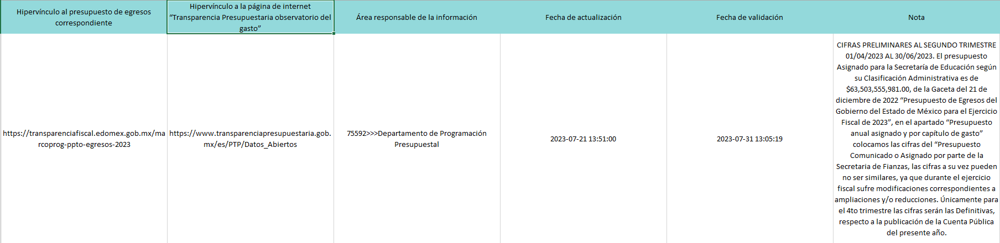 Hipervínculo al presupuesto de egresos
correspondiente
Hipervínculo a la página de internet
“Transparencia Presupuestaria observatorio del
gasto”
Área responsable de la información
Fecha de actualización
Fecha de validación
Nota
https://transparenciafiscal.edomex.gob.mx/ma
rcoprog-ppto-egresos-2023
https://www.transparenciapresupuestaria.gob.
mx/es/PTP/Datos_Abiertos
75592>>>Departamento de Programación
Presupuestal
2023-07-21 13:51:00
2023-07-31 13:05:19
CIFRAS PRELIMINARES AL SEGUNDO TRIMESTRE
01/04/2023 AL 30/06/2023. El presupuesto
Asignado para la Secretaría de Educación según
su Clasificación Administrativa es de
$63,503,555,981.00, de la Gaceta del 21 de
diciembre de 2022 “Presupuesto de Egresos del
Gobierno del Estado de México para el Ejercicio
Fiscal de 2023”, en el apartado “Presupuesto
anual asignado y por capítulo de gasto”
colocamos las cifras del “Presupuesto
Comunicado o Asignado por parte de la
Secretaria de Fianzas, las cifras a su vez pueden
no ser similares, ya que durante el ejercicio
fiscal sufre modificaciones correspondientes a
ampliaciones y/o reducciones. Únicamente para
el 4to trimestre las cifras serán las Definitivas,
respecto a la publicación de la Cuenta Pública
del presente año.